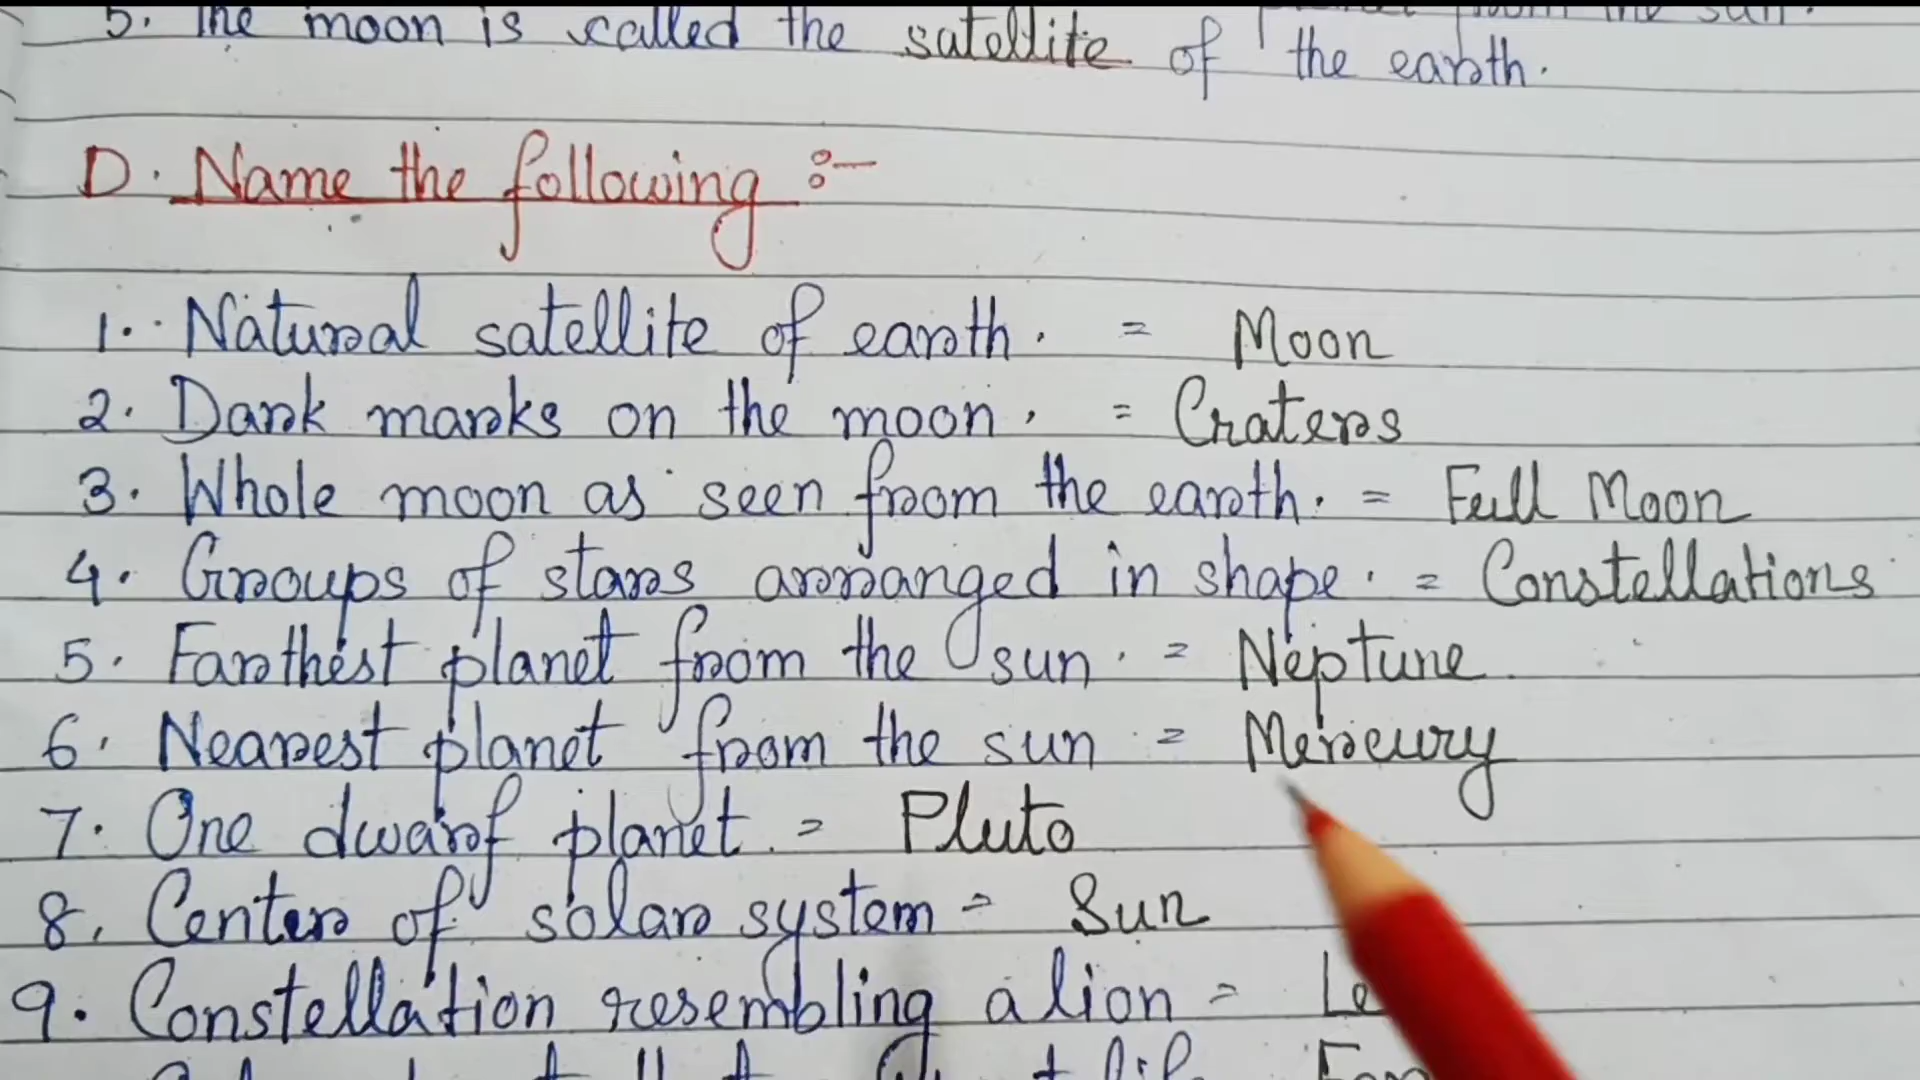 5. The moon is called the satellite of the earth.
D. Name the following :-
1. Natural satellite of earth. = Moon
2. Dark marks on the moon. = Craters
3. Whole moon as seen from the earth. = Full Moon
4. Groups of stars arranged in shape. = Constellations
5. Farthest planet from the sun. = Neptune
6. Nearest planet from the sun = Mercury
7. One dwarf planet. = Pluto
8. Center of solar system = Sun
9. Constellation resembling a lion =